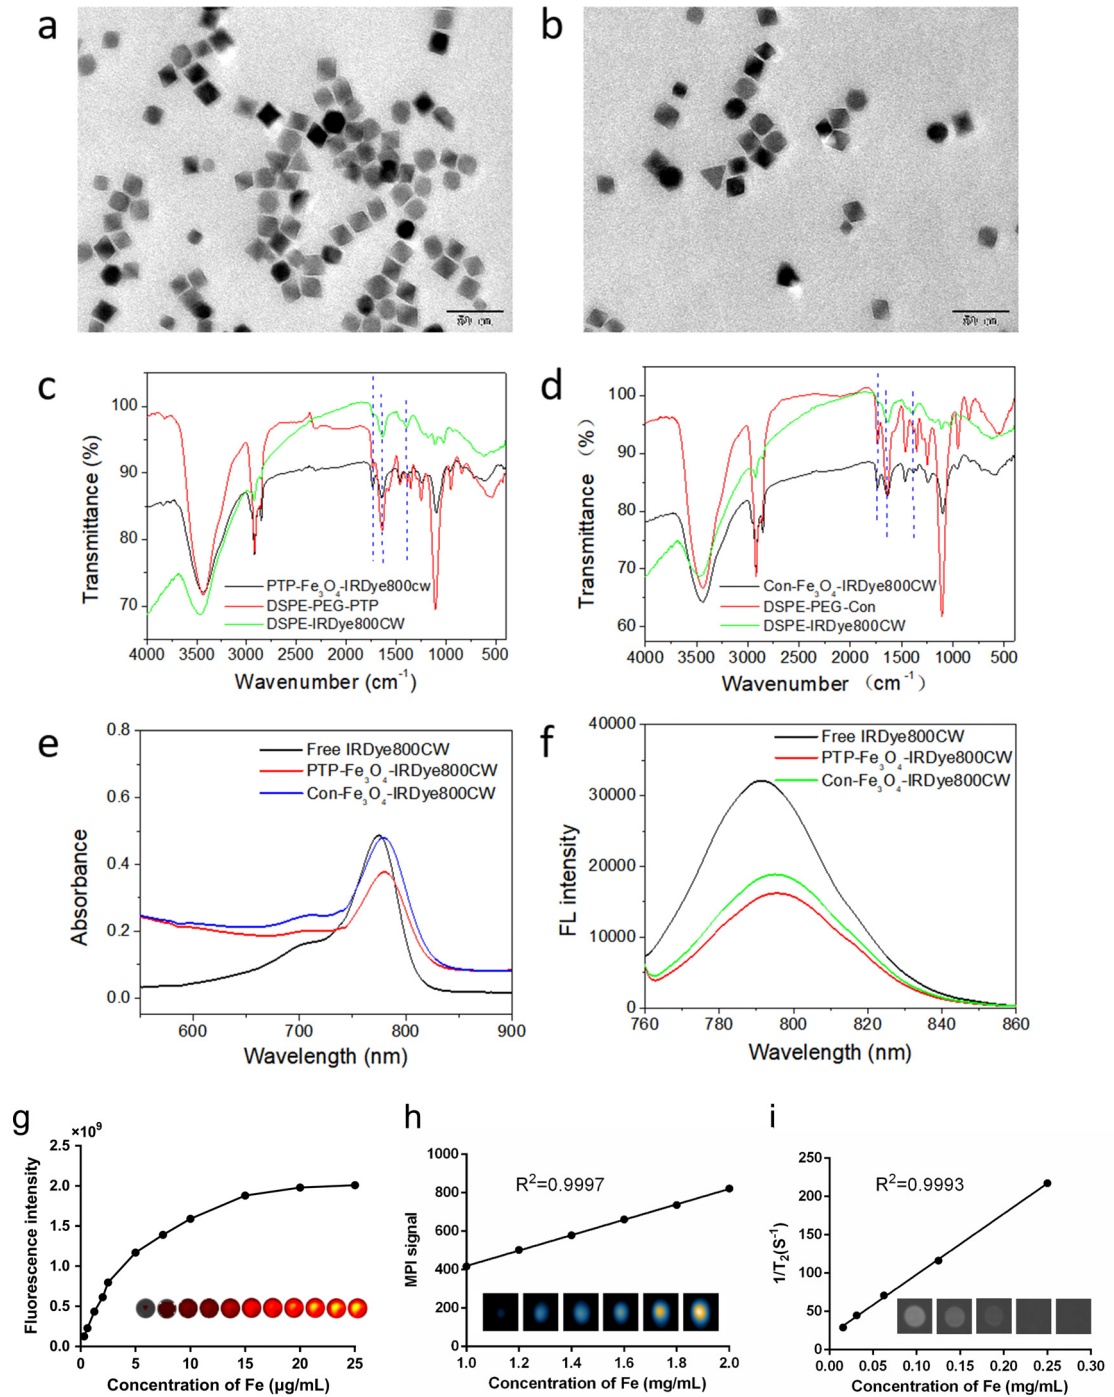 a
b
c
100
90
80
70
Transmittance (%)
PTP-Fe₃O₄-IRDye800cw
DSPE-PEG-PTP
DSPE-IRDye800CW
4000 3500 3000 2500 2000 1500 1000 500
Wavenumber (cm⁻¹)
d
100
90
80
70
60
Transmittance (%)
Con-Fe₃O₄-IRDye800CW
DSPE-PEG-Con
DSPE-IRDye800CW
4000 3500 3000 2500 2000 1500 1000 500
Wavenumber (cm⁻¹)
e
0.8
0.6
0.4
0.2
0.0
Absorbance
Free IRDye800CW
PTP-Fe₃O₄-IRDye800CW
Con-Fe₃O₄-IRDye800CW
600 700 800 900
Wavelength (nm)
f
40000
30000
20000
10000
0
FL intensity
Free IRDye800CW
PTP-Fe₃O₄-IRDye800CW
Con-Fe₃O₄-IRDye800CW
760 780 800 820 840 860
Wavelength (nm)
g
×10⁹
2.5
2.0
1.5
1.0
0.5
0.0
Fluorescence intensity
0 5 10 15 20 25
Concentration of Fe (μg/mL)
h
1000
800
600
400
200
0
MPI signal
R²=0.9997
1.0 1.2 1.4 1.6 1.8 2.0
Concentration of Fe (mg/mL)
i
250
200
150
100
50
0
1/T₂(S⁻¹)
R²=0.9993
0.00 0.05 0.10 0.15 0.20 0.25 0.30
Concentration of Fe (mg/mL)